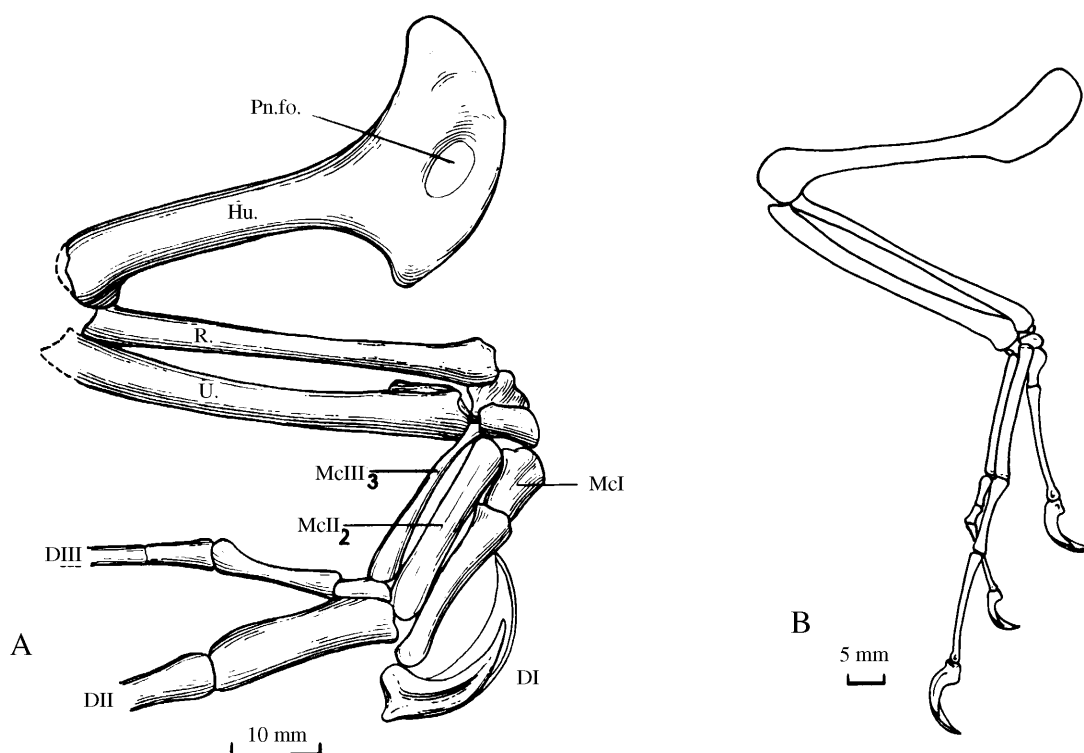 Pn.fo.
Hu.
R.
U.
McIII 3
McI
McII 2
DIII
A
DII
DI
10 mm
B
5 mm